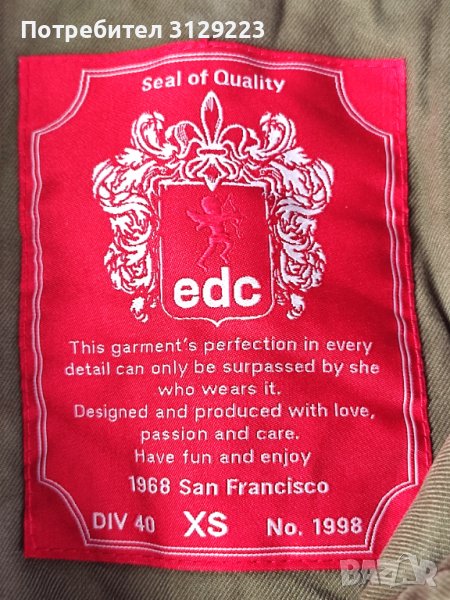 Потребител 3129223
Seal of Quality
edc
This garment's perfection in every
detail can only be surpassed by she
who wears it.
Designed and produced with love,
passion and care.
Have fun and enjoy
1968 San Francisco
DIV 40 XS No. 1998
BAZAR